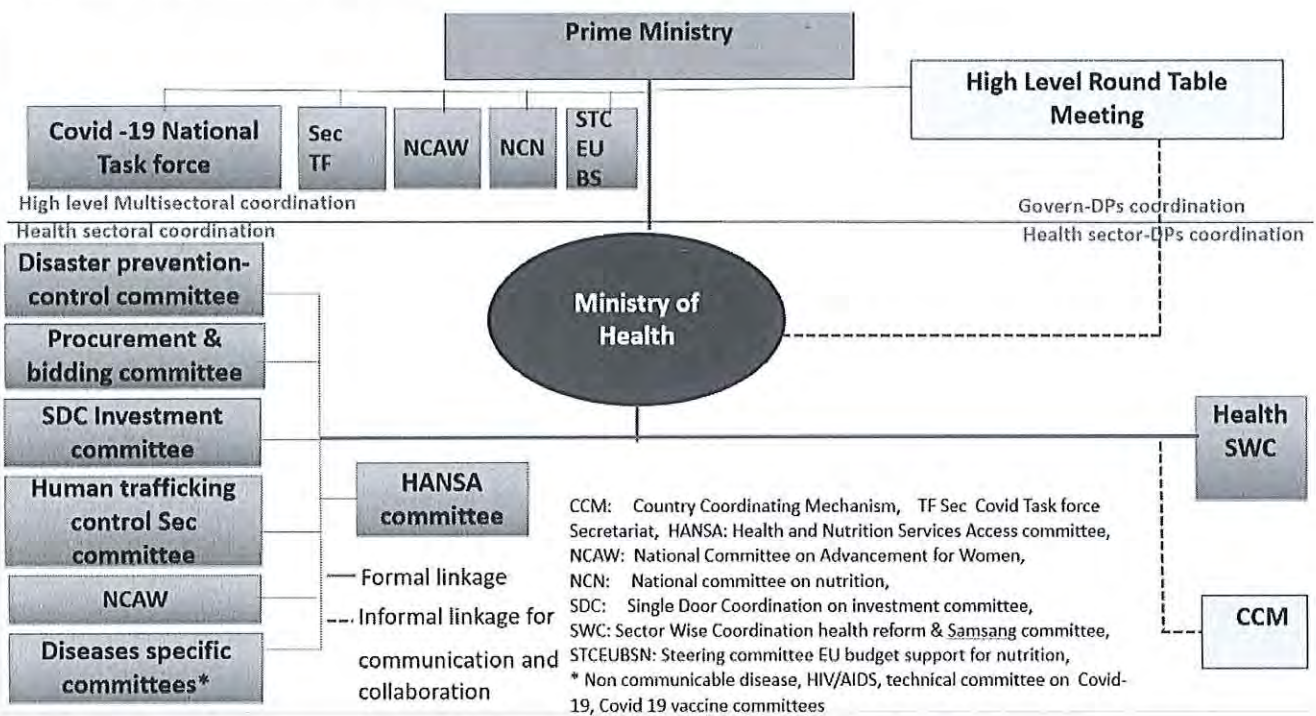 Prime Ministry
High Level Round Table
Meeting
Covid -19 National
Task force
Sec
TF
NCAW
NCN
STC
EU
BS
High level Multisectoral coordination
Govern-DPs coordination
Health sectoral coordination
Health sector-DPs coordination
Disaster prevention-
control committee
Procurement &
bidding committee
SDC Investment
committee
Human trafficking
control Sec
committee
NCAW
Diseases specific
committees*
Ministry of
Health
HANSA
committee
Health
SWC
CCM
Formal linkage
Informal linkage for
communication and
collaboration
CCM: Country Coordinating Mechanism, TF Sec Covid Task force
Secretariat, HANSA: Health and Nutrition Services Access committee,
NCAW: National Committee on Advancement for Women,
NCN: National committee on nutrition,
SDC: Single Door Coordination on investment committee,
SWC: Sector Wise Coordination health reform & Samsang committee,
STCEUBSN: Steering committee EU budget support for nutrition,
* Non communicable disease, HIV/AIDS, technical committee on Covid-
19, Covid 19 vaccine committees